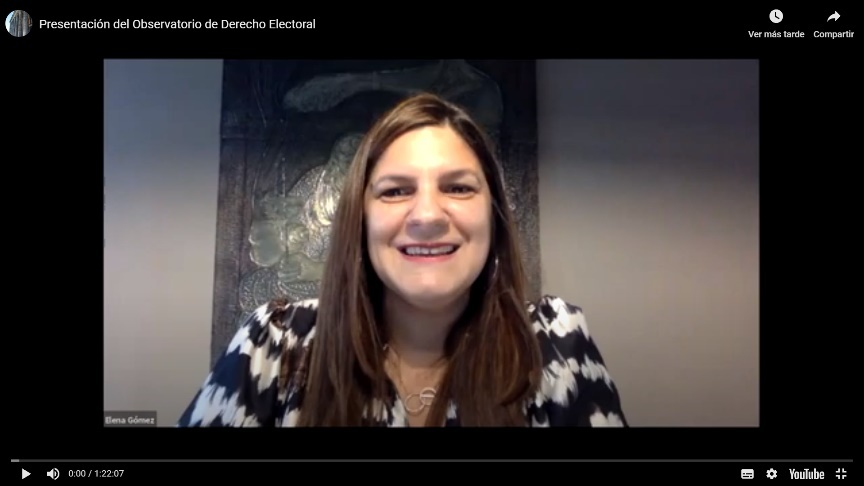 Presentación del Observatorio de Derecho Electoral
Ver más tarde
Compartir
Elena Gómez
0:00 / 1:22:07
YouTube